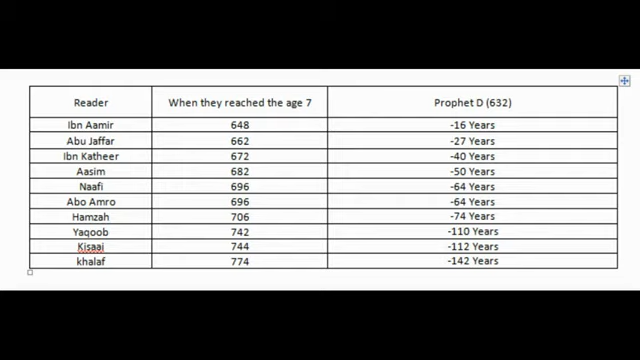 Reader When they reached the age 7 Prophet D (632)
Ibn Aamir 648 -16 Years
Abu Jaffar 662 -27 Years
Ibn Katheer 672 -40 Years
Aasim 682 -50 Years
Naafi 696 -64 Years
Abo Amro 696 -64 Years
Hamzah 706 -74 Years
Yaqoob 742 -110 Years
Kisaai 744 -112 Years
khalaf 774 -142 Years